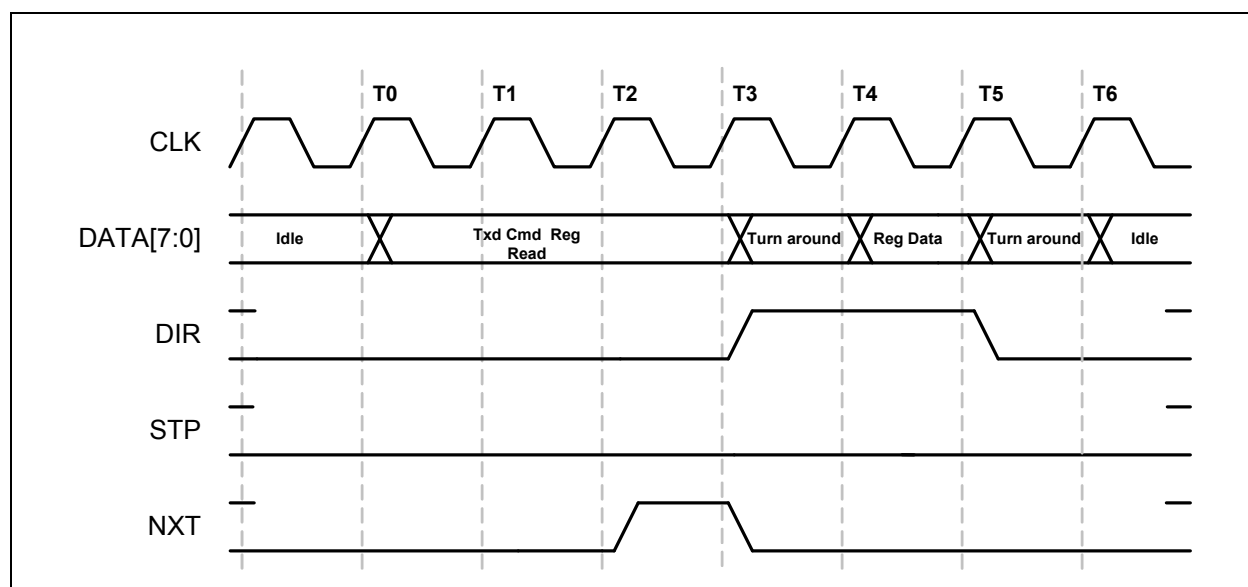 T0 T1 T2 T3 T4 T5 T6
CLK
DATA[7:0] Idle Txd Cmd Reg Turn around Reg Data Turn around Idle
Read
DIR
STP
NXT